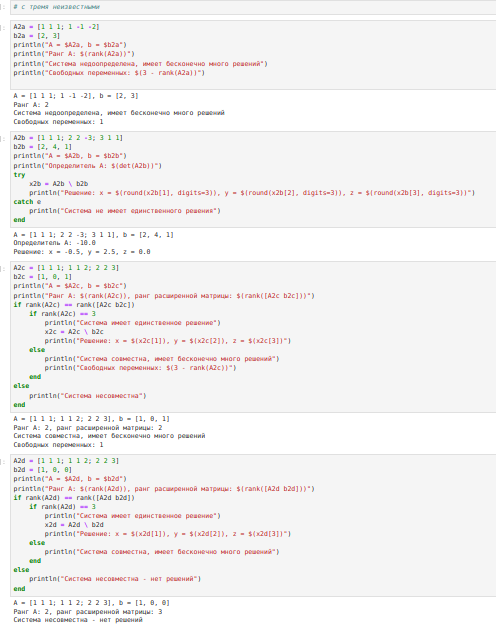 # с тремя неизвестными
A2a = [1 1 1; 1 -1 -2]
b2a = [2, 3]
println("A = $A2a, b = $b2a")
println("Ранг A: $(rank(A2a))")
println("Система недоопределена, имеет бесконечно много решений")
println("Свободных переменных: $(3 - rank(A2a))")
A = [1 1 1; 1 -1 -2], b = [2, 3]
Ранг A: 2
Система недоопределена, имеет бесконечно много решений
Свободных переменных: 1
A2b = [1 1 1; 2 2 -3; 3 1 1]
b2b = [2, 4, 1]
println("A = $A2b, b = $b2b")
println("Определитель A: $(det(A2b))")
try
x2b = A2b \ b2b
println("Решение: x = $(round(x2b[1], digits=3)), y = $(round(x2b[2], digits=3)), z = $(round(x2b[3], digits=3))")
catch e
println("Система не имеет единственного решения")
end
A = [1 1 1; 2 2 -3; 3 1 1], b = [2, 4, 1]
Определитель A: -10.0
Решение: x = -0.5, y = 2.5, z = 0.0
A2c = [1 1 1; 1 1 2; 2 2 3]
b2c = [1, 0, 1]
println("A = $A2c, b = $b2c")
println("Ранг A: $(rank(A2c)), ранг расширенной матрицы: $(rank([A2c b2c]))")
if rank(A2c) == rank([A2c b2c])
if rank(A2c) == 3
println("Система имеет единственное решение")
x2c = A2c \ b2c
println("Решение: x = $(x2c[1]), y = $(x2c[2]), z = $(x2c[3])")
else
println("Система совместна, имеет бесконечно много решений")
println("Свободных переменных: $(3 - rank(A2c))")
end
else
println("Система несовместна")
end
A = [1 1 1; 1 1 2; 2 2 3], b = [1, 0, 1]
Ранг A: 2, ранг расширенной матрицы: 2
Система совместна, имеет бесконечно много решений
Свободных переменных: 1
A2d = [1 1 1; 1 1 2; 2 2 3]
b2d = [1, 0, 0]
println("A = $A2d, b = $b2d")
println("Ранг A: $(rank(A2d)), ранг расширенной матрицы: $(rank([A2d b2d]))")
if rank(A2d) == rank([A2d b2d])
if rank(A2d) == 3
println("Система имеет единственное решение")
x2d = A2d \ b2d
println("Решение: x = $(x2d[1]), y = $(x2d[2]), z = $(x2d[3])")
else
println("Система совместна, имеет бесконечно много решений")
end
else
println("Система несовместна - нет решений")
end
A = [1 1 1; 1 1 2; 2 2 3], b = [1, 0, 0]
Ранг A: 2, ранг расширенной матрицы: 3
Система несовместна - нет решений